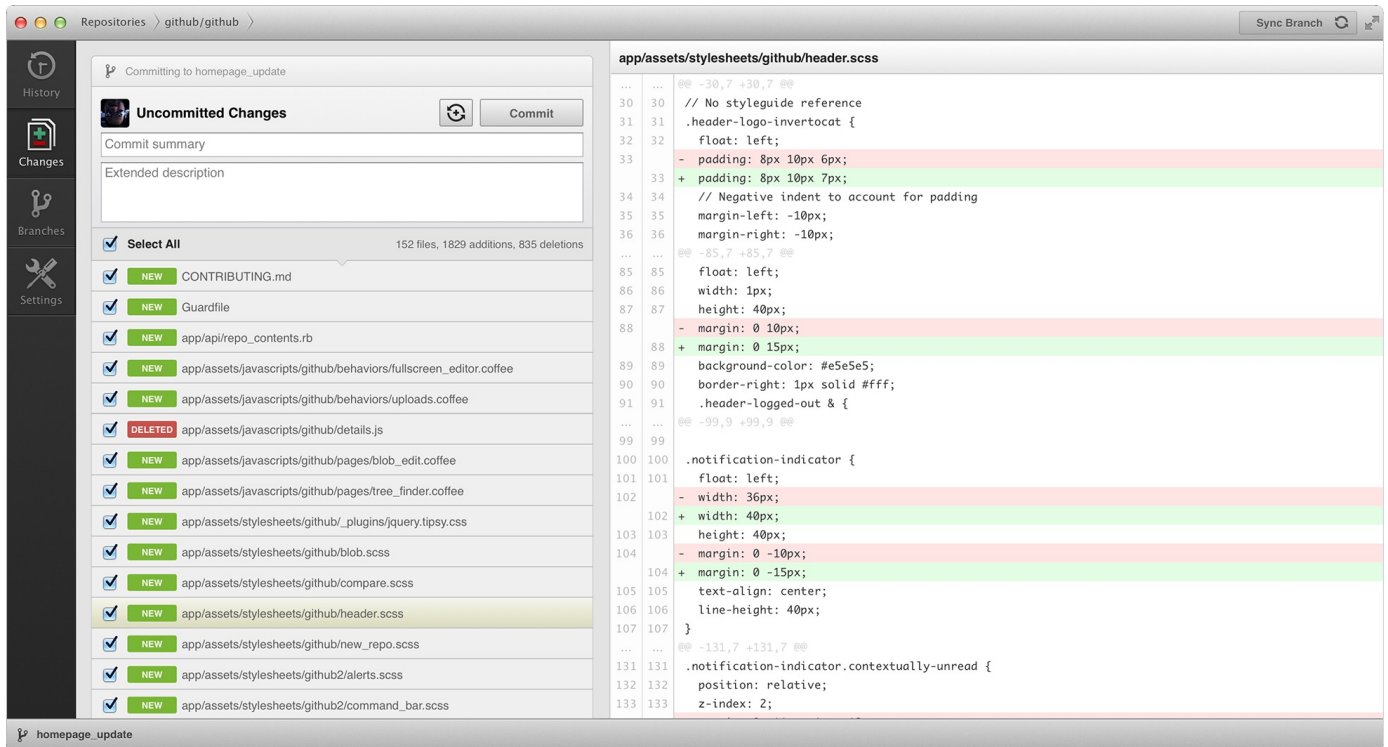 Repositories github/github
Sync Branch
History
Changes
Branches
Settings
Committing to homepage_update
Uncommitted Changes
Commit
Commit summary
Extended description
Select All 152 files, 1829 additions, 835 deletions
NEW CONTRIBUTING.md
NEW Guardfile
NEW app/api/repo_contents.rb
NEW app/assets/javascripts/github/behaviors/fullscreen_editor.coffee
NEW app/assets/javascripts/github/behaviors/uploads.coffee
DELETED app/assets/javascripts/github/details.js
NEW app/assets/javascripts/github/pages/blob_edit.coffee
NEW app/assets/javascripts/github/pages/tree_finder.coffee
NEW app/assets/stylesheets/github/_plugins/jquery.tipsy.css
NEW app/assets/stylesheets/github/blob.scss
NEW app/assets/stylesheets/github/compare.scss
NEW app/assets/stylesheets/github/header.scss
NEW app/assets/stylesheets/github/new_repo.scss
NEW app/assets/stylesheets/github2/alerts.scss
NEW app/assets/stylesheets/github2/command_bar.scss
app/assets/stylesheets/github/header.scss
... ... @@ -30,7 +30,7 @@
30 30 // No styleguide reference
31 31 .header-logo-invertocat {
32 32 float: left;
33 - padding: 8px 10px 6px;
33 + padding: 8px 10px 7px;
34 34 // Negative indent to account for padding
35 35 margin-left: -10px;
36 36 margin-right: -10px;
... ... @@ -85,7 +85,7 @@
85 85 float: left;
86 86 width: 1px;
87 87 height: 40px;
88 - margin: 0 10px;
88 + margin: 0 15px;
89 89 background-color: #e5e5e5;
90 90 border-right: 1px solid #fff;
91 91 .header-logged-out & {
... ... @@ -99,9 +99,9 @@
99 99
100 100 .notification-indicator {
101 101 float: left;
102 - width: 36px;
102 + width: 40px;
103 103 height: 40px;
104 - margin: 0 -10px;
104 + margin: 0 -15px;
105 105 text-align: center;
106 106 line-height: 40px;
107 107 }
... ... @@ -131,7 +131,7 @@
131 131 .notification-indicator.contextually-unread {
132 132 position: relative;
133 133 z-index: 2;
homepage_update